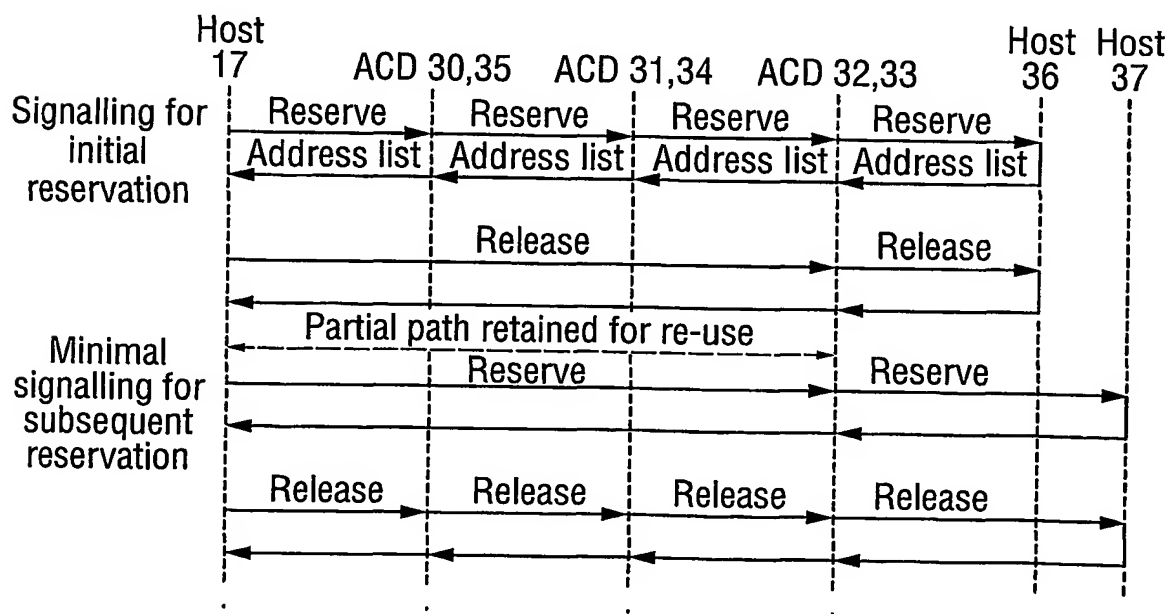 Host 17
ACD 30,35
ACD 31,34
ACD 32,33
Host 36
Host 37
Signalling for
initial
reservation
Reserve
Reserve
Reserve
Reserve
Address list
Address list
Address list
Address list
Release
Release
Partial path retained for re-use
Minimal
signalling for
subsequent
reservation
Reserve
Reserve
Release
Release
Release
Release